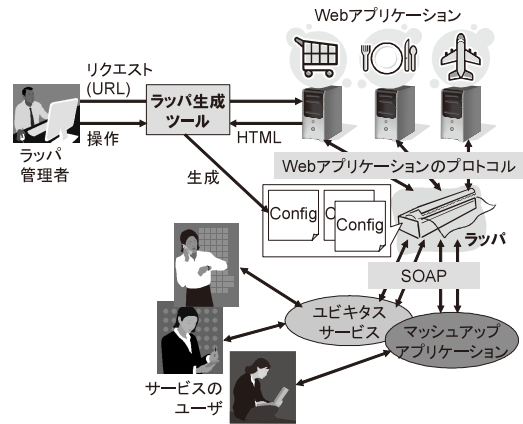 Webアプリケーション
リクエスト
(URL)
ラッパ生成
ツール
操作
HTML
ラッパ
管理者
Webアプリケーションのプロトコル
生成
Config
C
Config
ラッパ
SOAP
ユビキタス
サービス
マッシュアップ
アプリケーション
サービスの
ユーザ